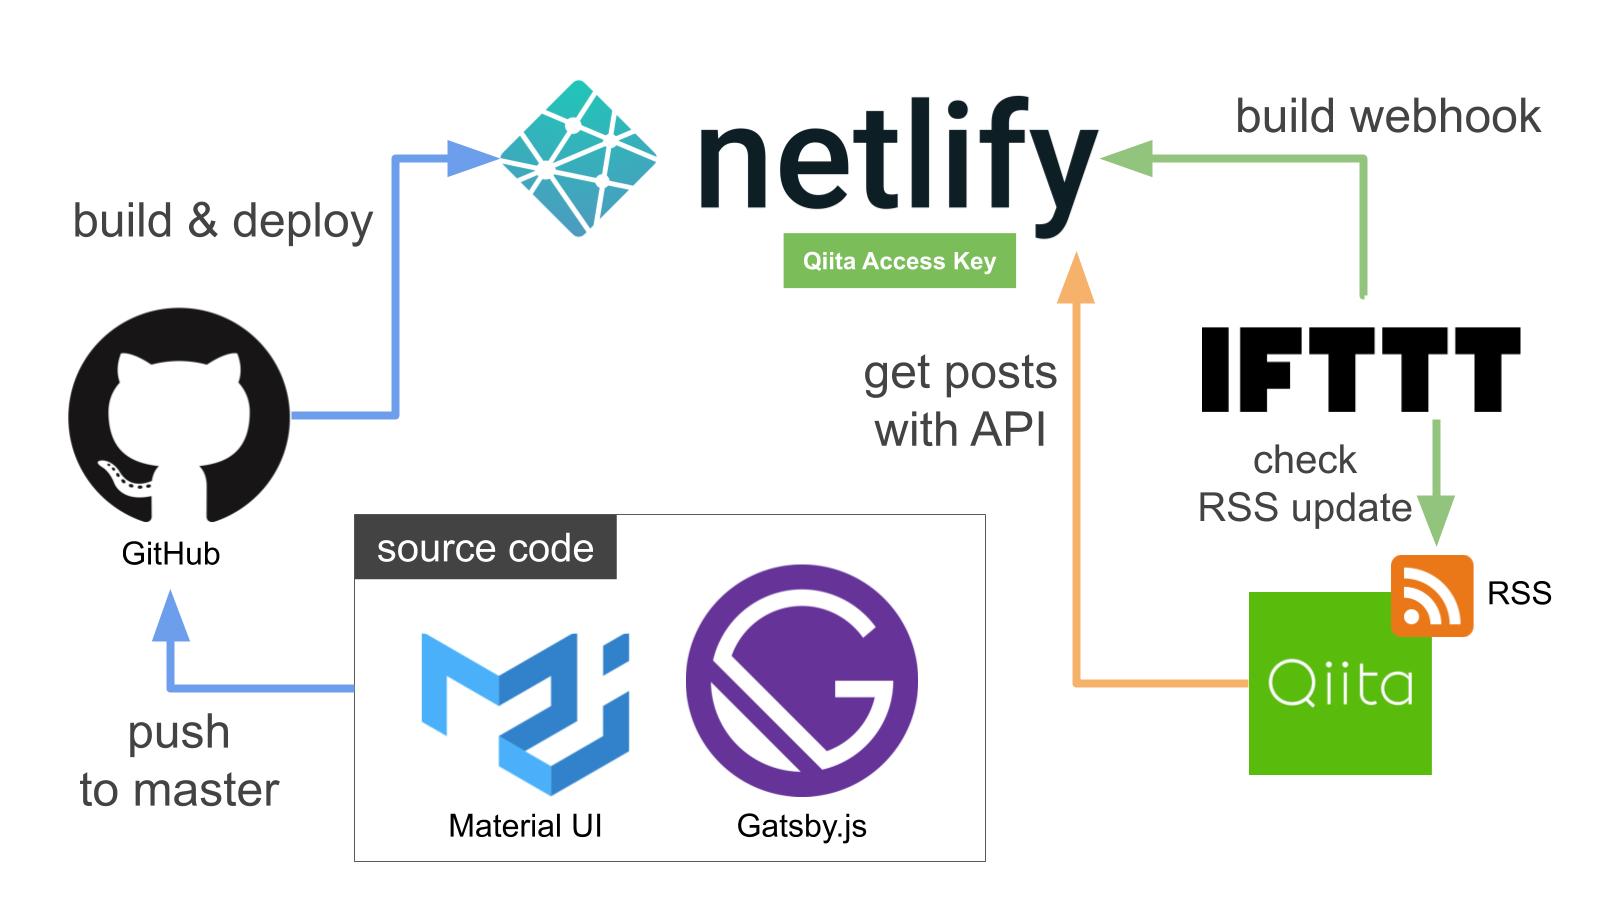 netlify
build webhook
build & deploy
Qiita Access Key
get posts
with API
IFTTT
check
RSS update
GitHub
source code
RSS
Qiita
push
to master
Material UI
Gatsby.js